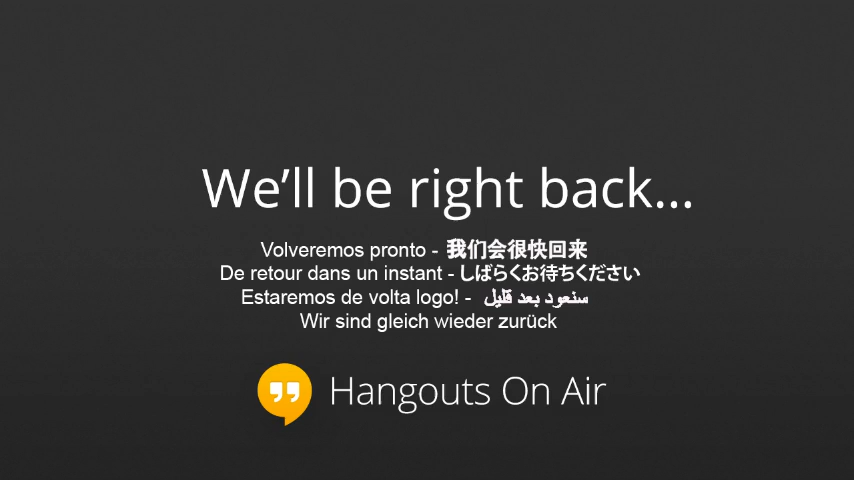 We'll be right back...
Volveremos pronto - 我们会很快回来
De retour dans un instant - しばらくお待ちください
Estaremos de volta logo! - سنعود بعد قليل
Wir sind gleich wieder zurück
Hangouts On Air